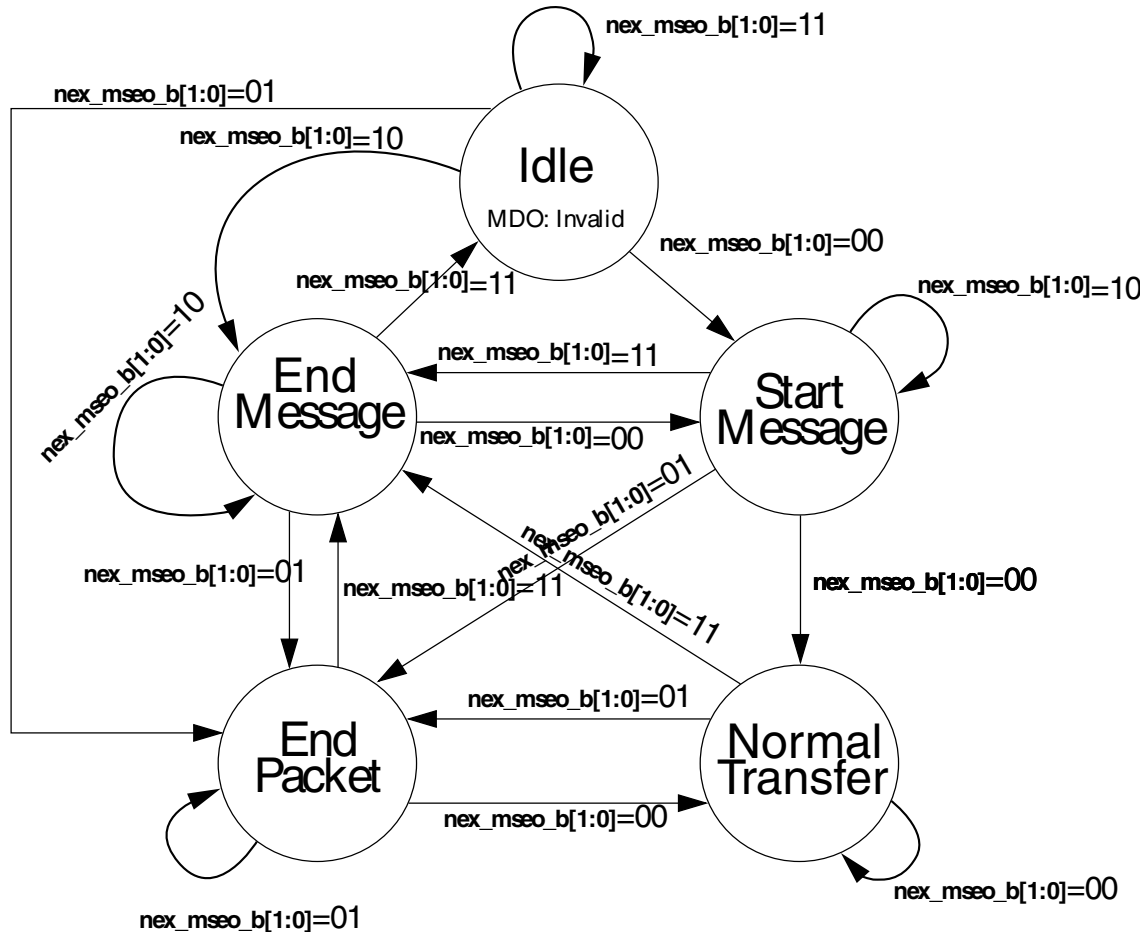 nex_mseo_b[1:0]=11
nex_mseo_b[1:0]=01
nex_mseo_b[1:0]=10
Idle
MDO: Invalid
nex_mseo_b[1:0]=00
nex_mseo_b[1:0]=11
nex_mseo_b[1:0]=10
nex_mseo_b[1:0]=10
nex_mseo_b[1:0]=11
End
Message
Start
Message
nex_mseo_b[1:0]=00
nex_mseo_b[1:0]=01
nex_mseo_b[1:0]=11
nex_mseo_b[1:0]=01
nex_mseo_b[1:0]=11
nex_mseo_b[1:0]=00
nex_mseo_b[1:0]=01
End
Packet
Normal
Transfer
nex_mseo_b[1:0]=00
nex_mseo_b[1:0]=00
nex_mseo_b[1:0]=01